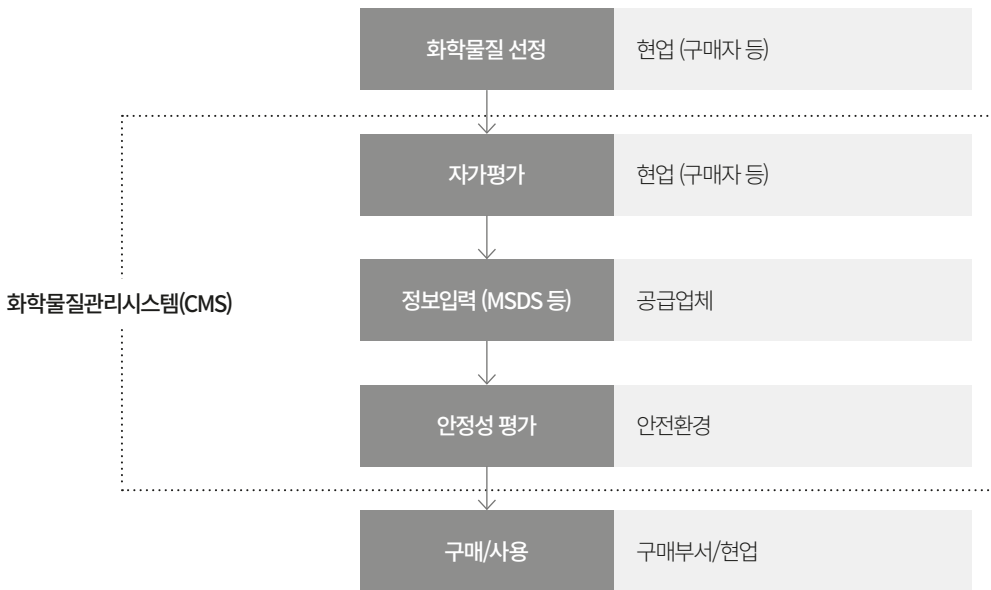 화학물질 선정
현업 (구매자 등)
자가평가
현업 (구매자 등)
화학물질관리시스템(CMS)
정보입력 (MSDS 등)
공급업체
안정성 평가
안전환경
구매/사용
구매부서/현업